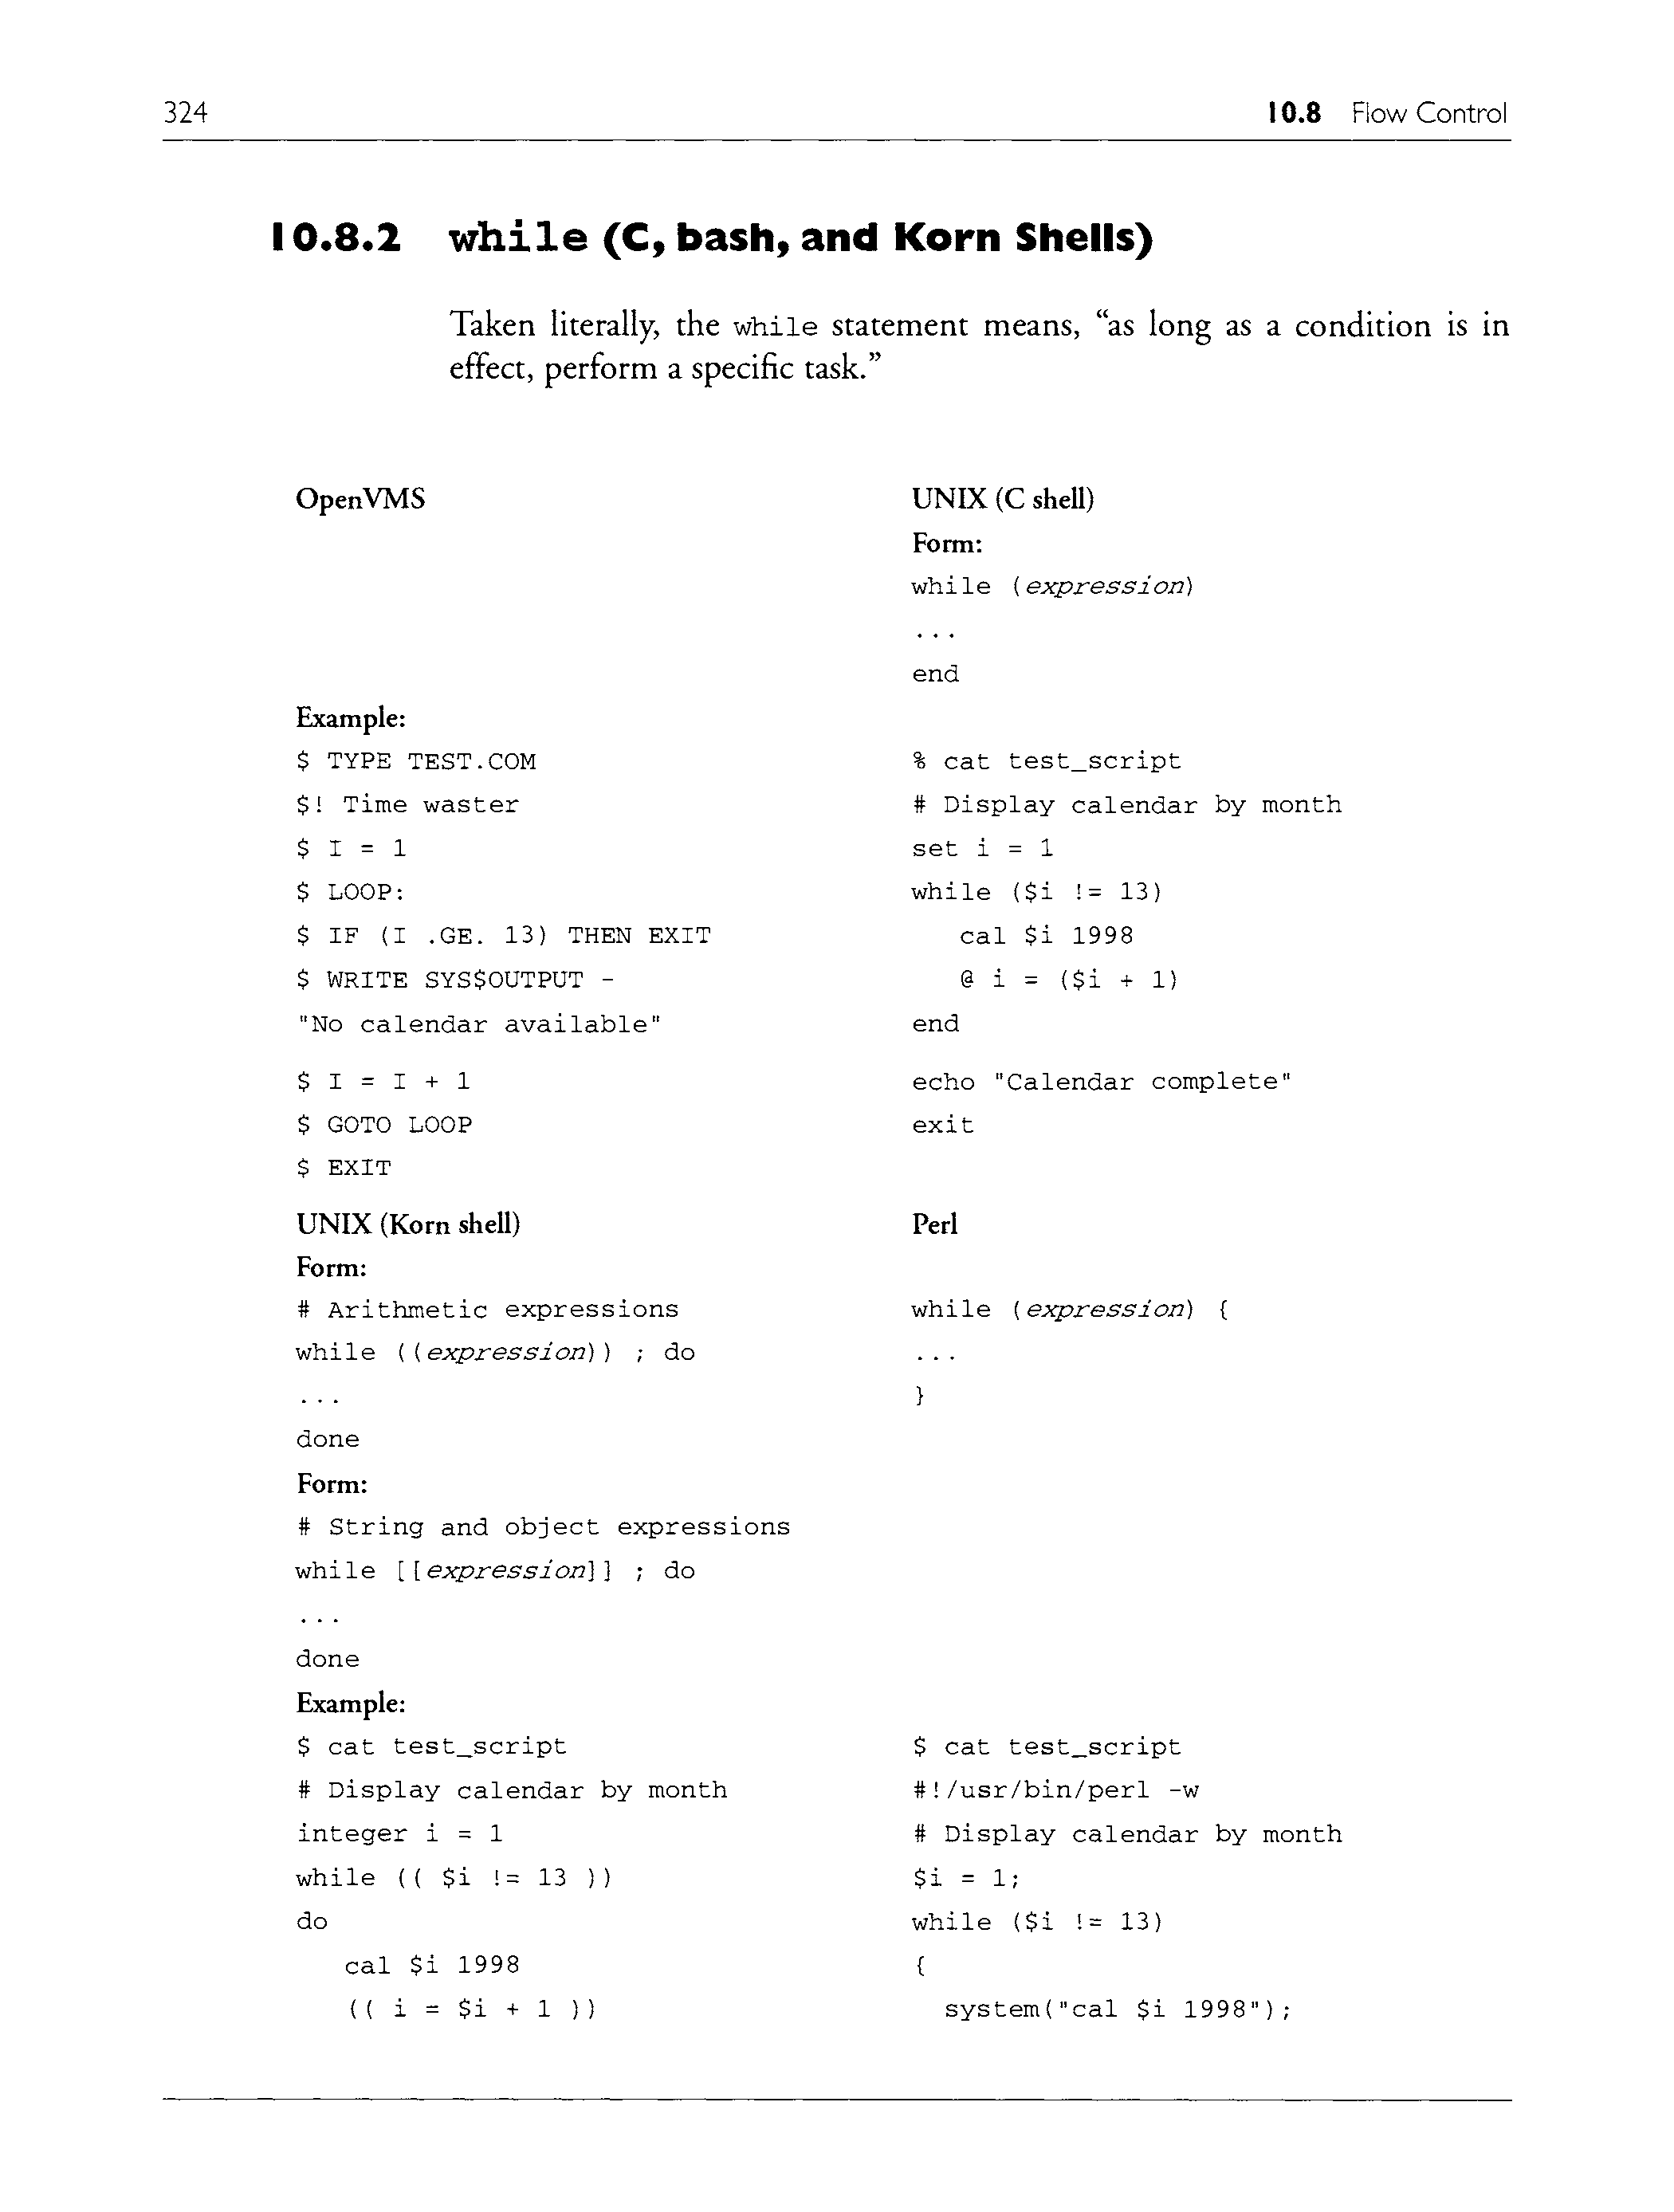 324
10.8 Flow Control
10.8.2 while (C, bash, and Korn Shells)
Taken literally, the while statement means, “as long as a condition is in
effect, perform a specific task.”
OpenVMS
UNIX (C shell)
Form:
while (expression)
...
end
Example:
$ TYPE TEST.COM
$! Time waster
$ I = 1
$ LOOP:
$ IF (I .GE. 13) THEN EXIT
$ WRITE SYS$OUTPUT -
"No calendar available"
$ I = I + 1
$ GOTO LOOP
$ EXIT
% cat test_script
# Display calendar by month
set i = 1
while ($i != 13)
   cal $i 1998
   @ i = ($i + 1)
end
echo "Calendar complete"
exit
UNIX (Korn shell)
Form:
# Arithmetic expressions
while ((expression)) ; do
...
done
Form:
# String and object expressions
while [[expression]] ; do
...
done
Perl
while (expression) {
...
}
Example:
$ cat test_script
# Display calendar by month
integer i = 1
while (( $i != 13 ))
do
   cal $i 1998
   (( i = $i + 1 ))
$ cat test_script
#!/usr/bin/perl -w
# Display calendar by month
$i = 1;
while ($i != 13)
{
  system("cal $i 1998");